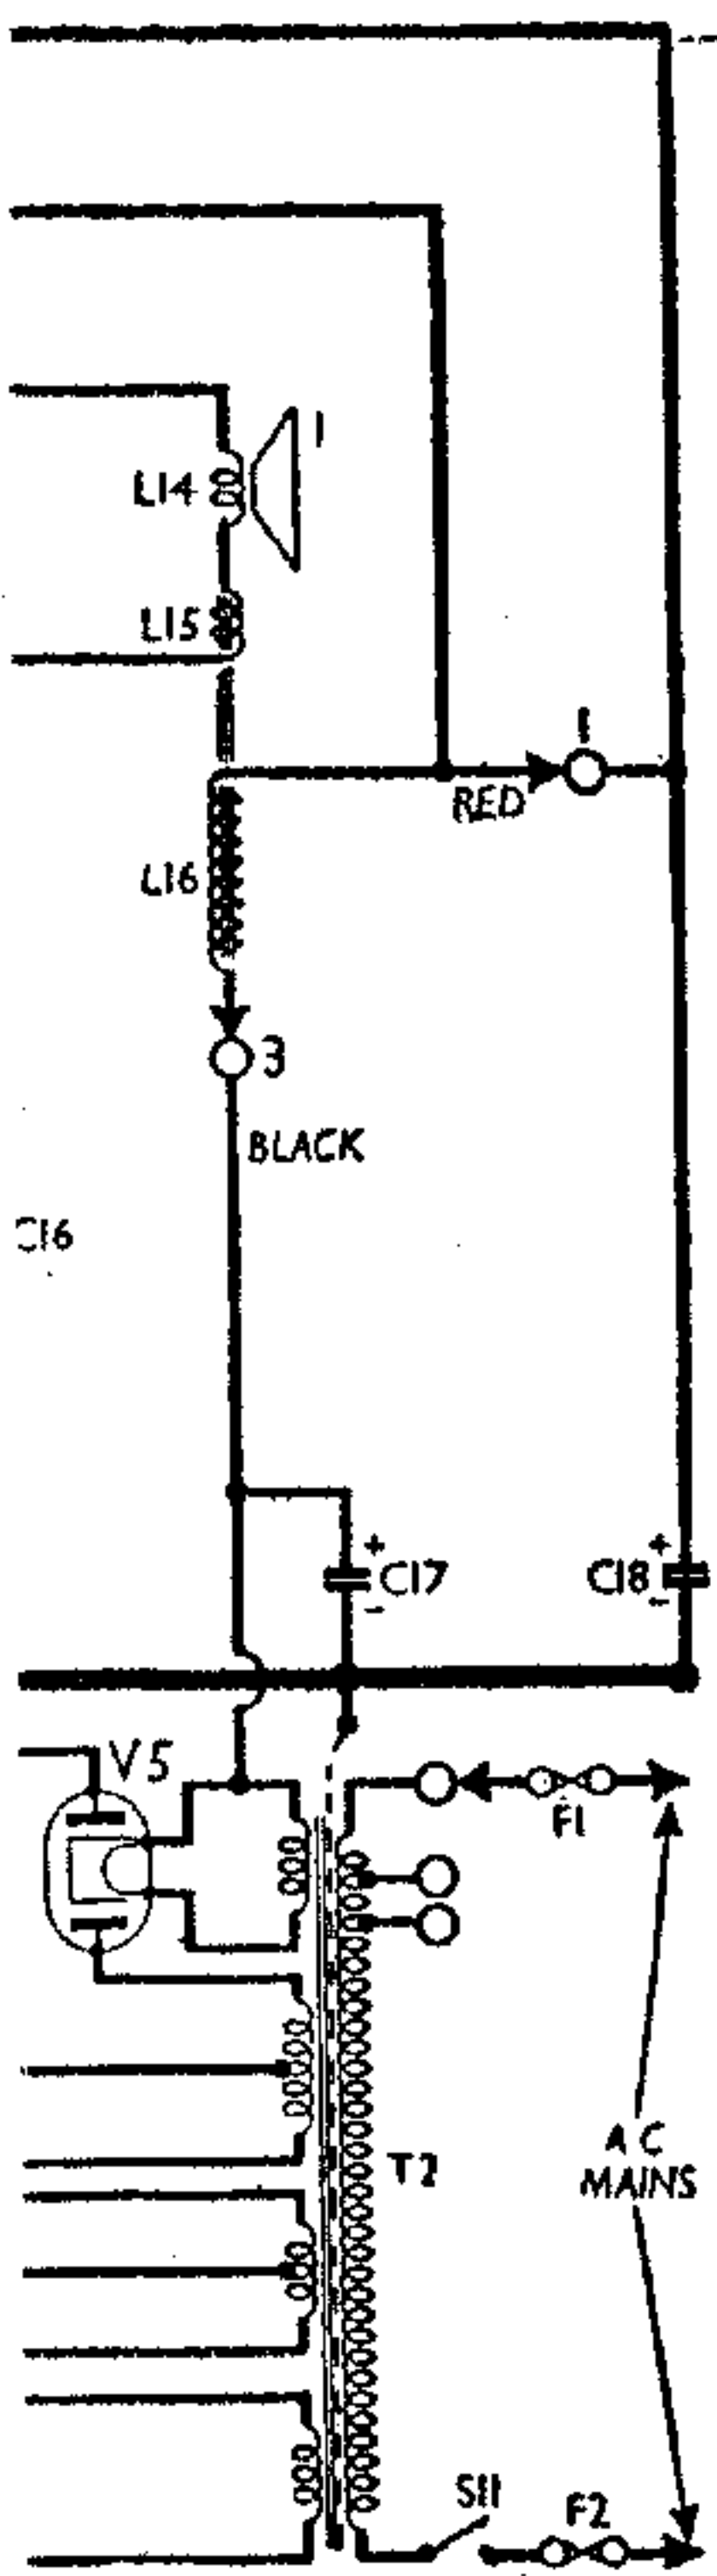 L14
1
L15
1
RED
L16
3
BLACK
C16
+
C17
-
C18
+
-
V5
F1
A C
MAINS
T2
S11
F2